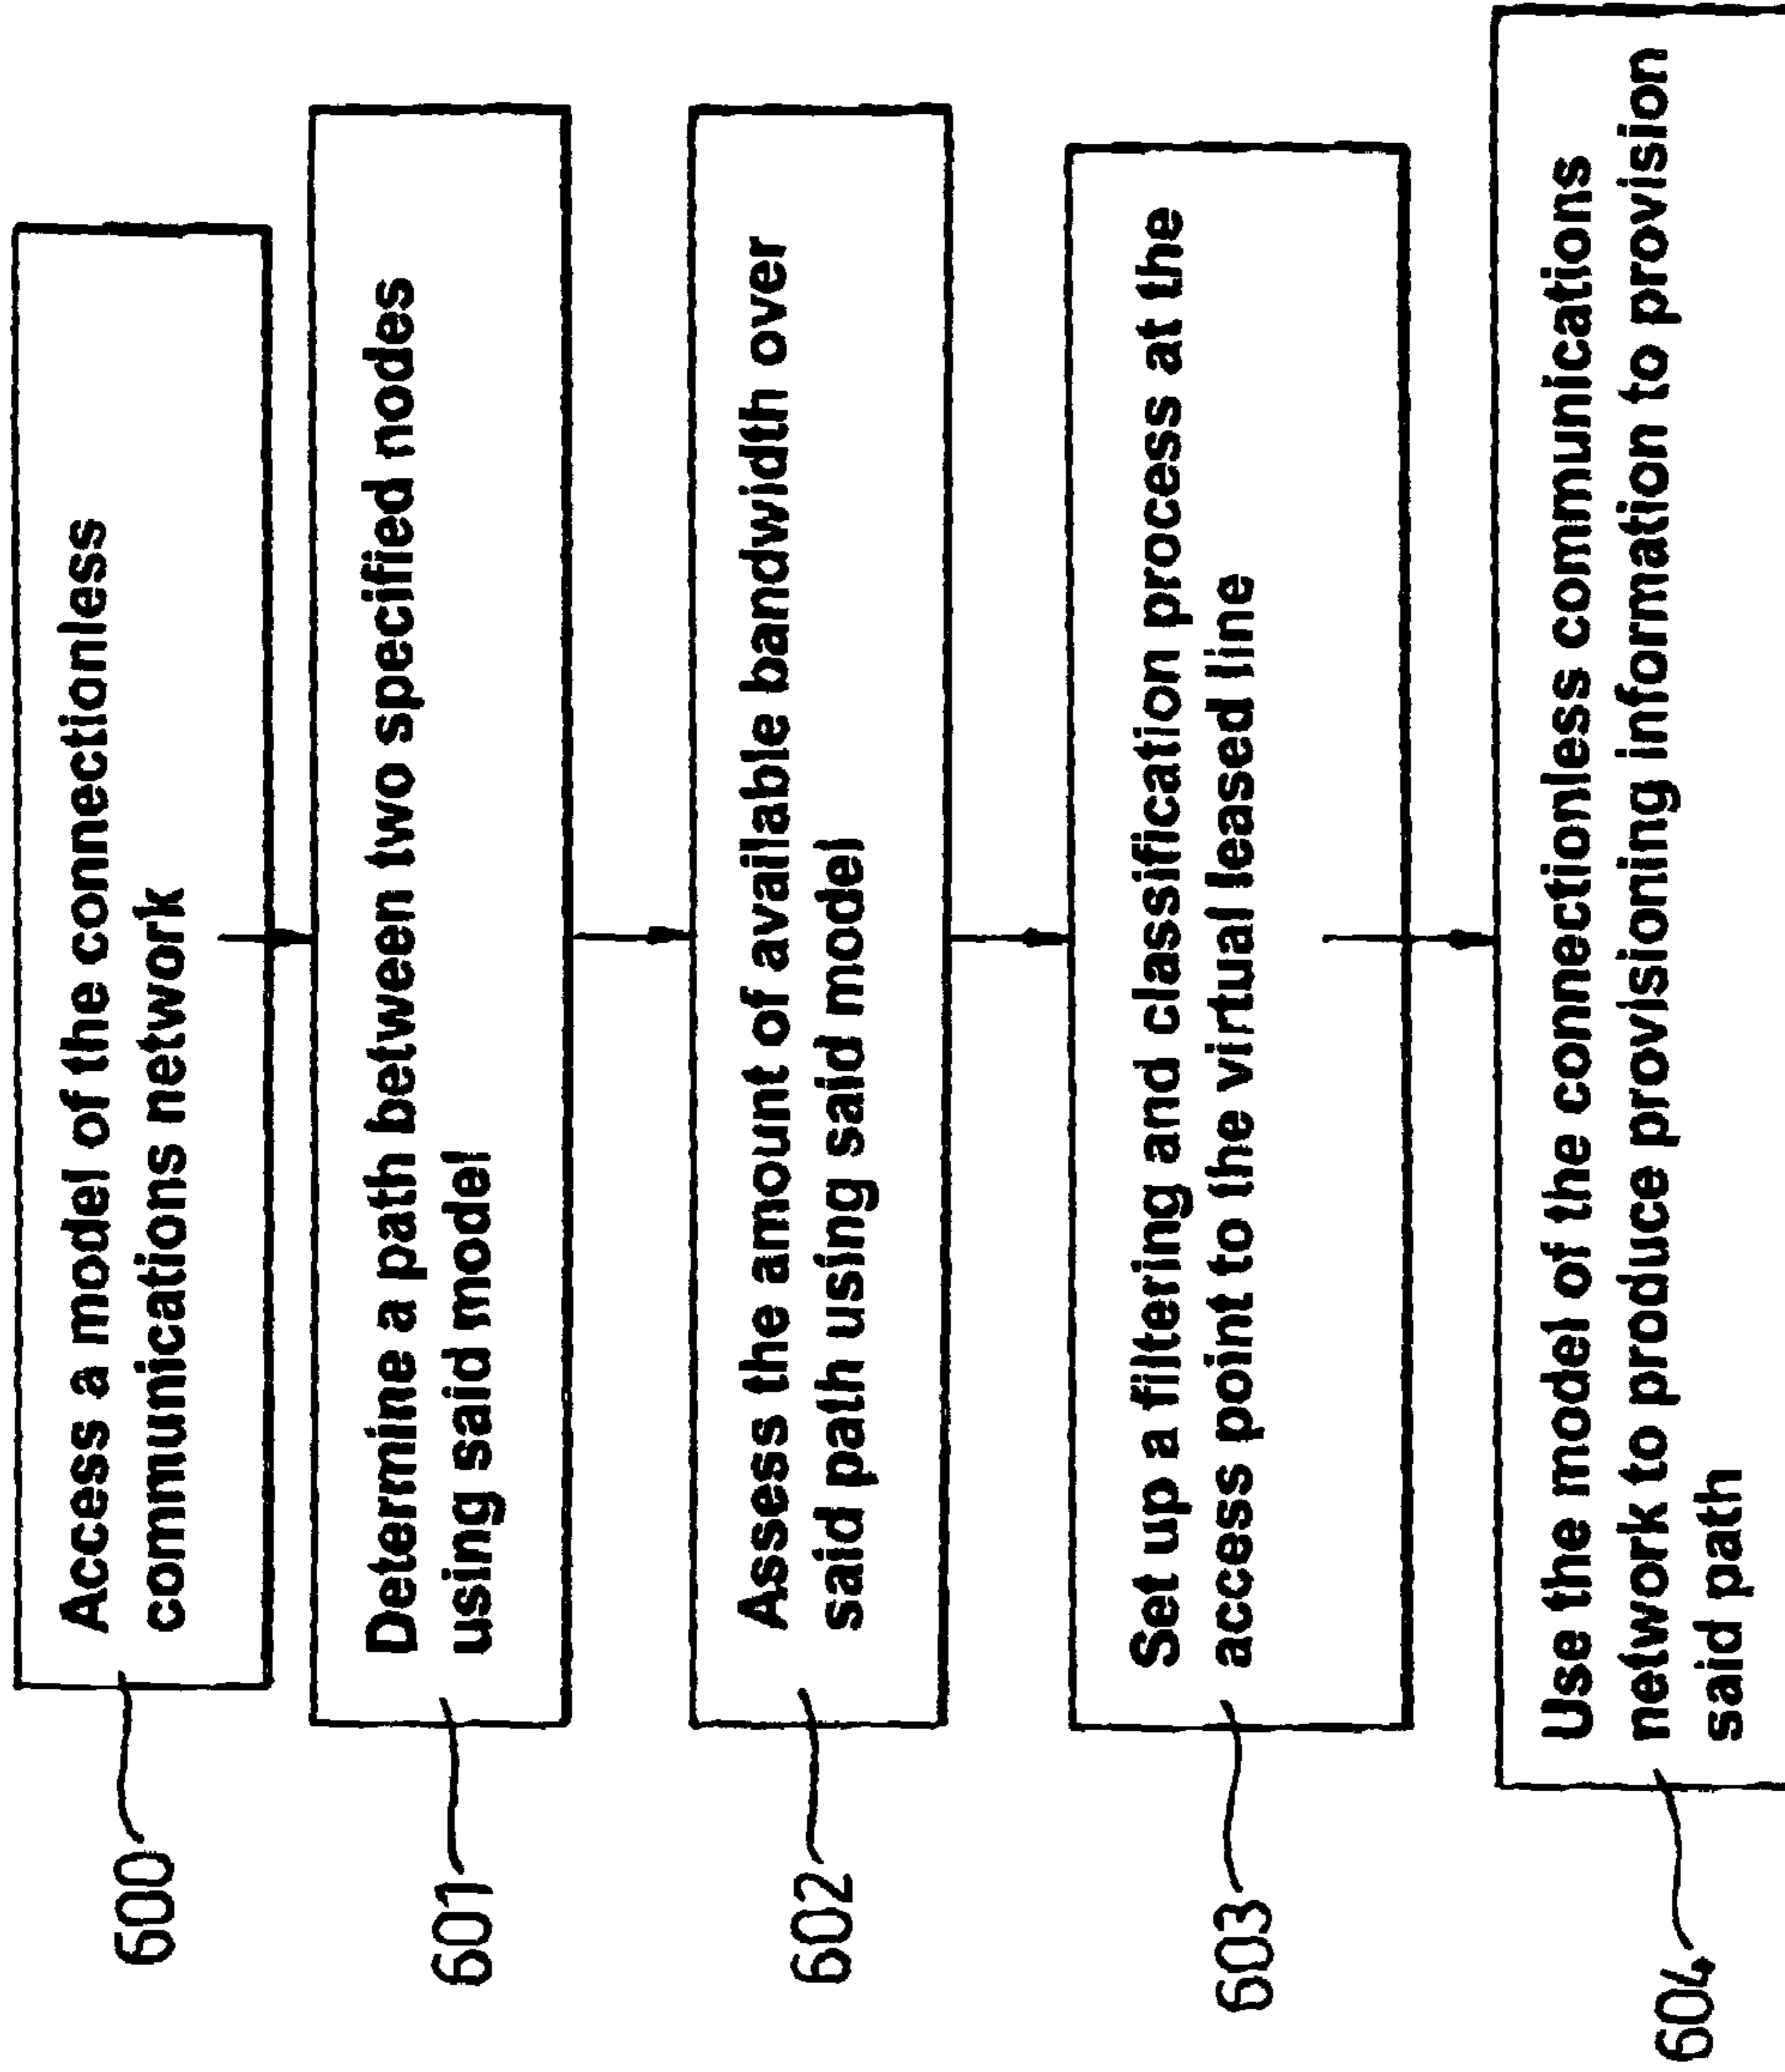 600
Access a model of the connectionless
communications network
601
Determine a path between two specified nodes
using said model
602
Assess the amount of available bandwidth over
said path using said model
603
Set up a filtering and classification process at the
access point to the virtual leased line
604
Use the model of the connectionless communications
network to produce provisioning information to provision
said path